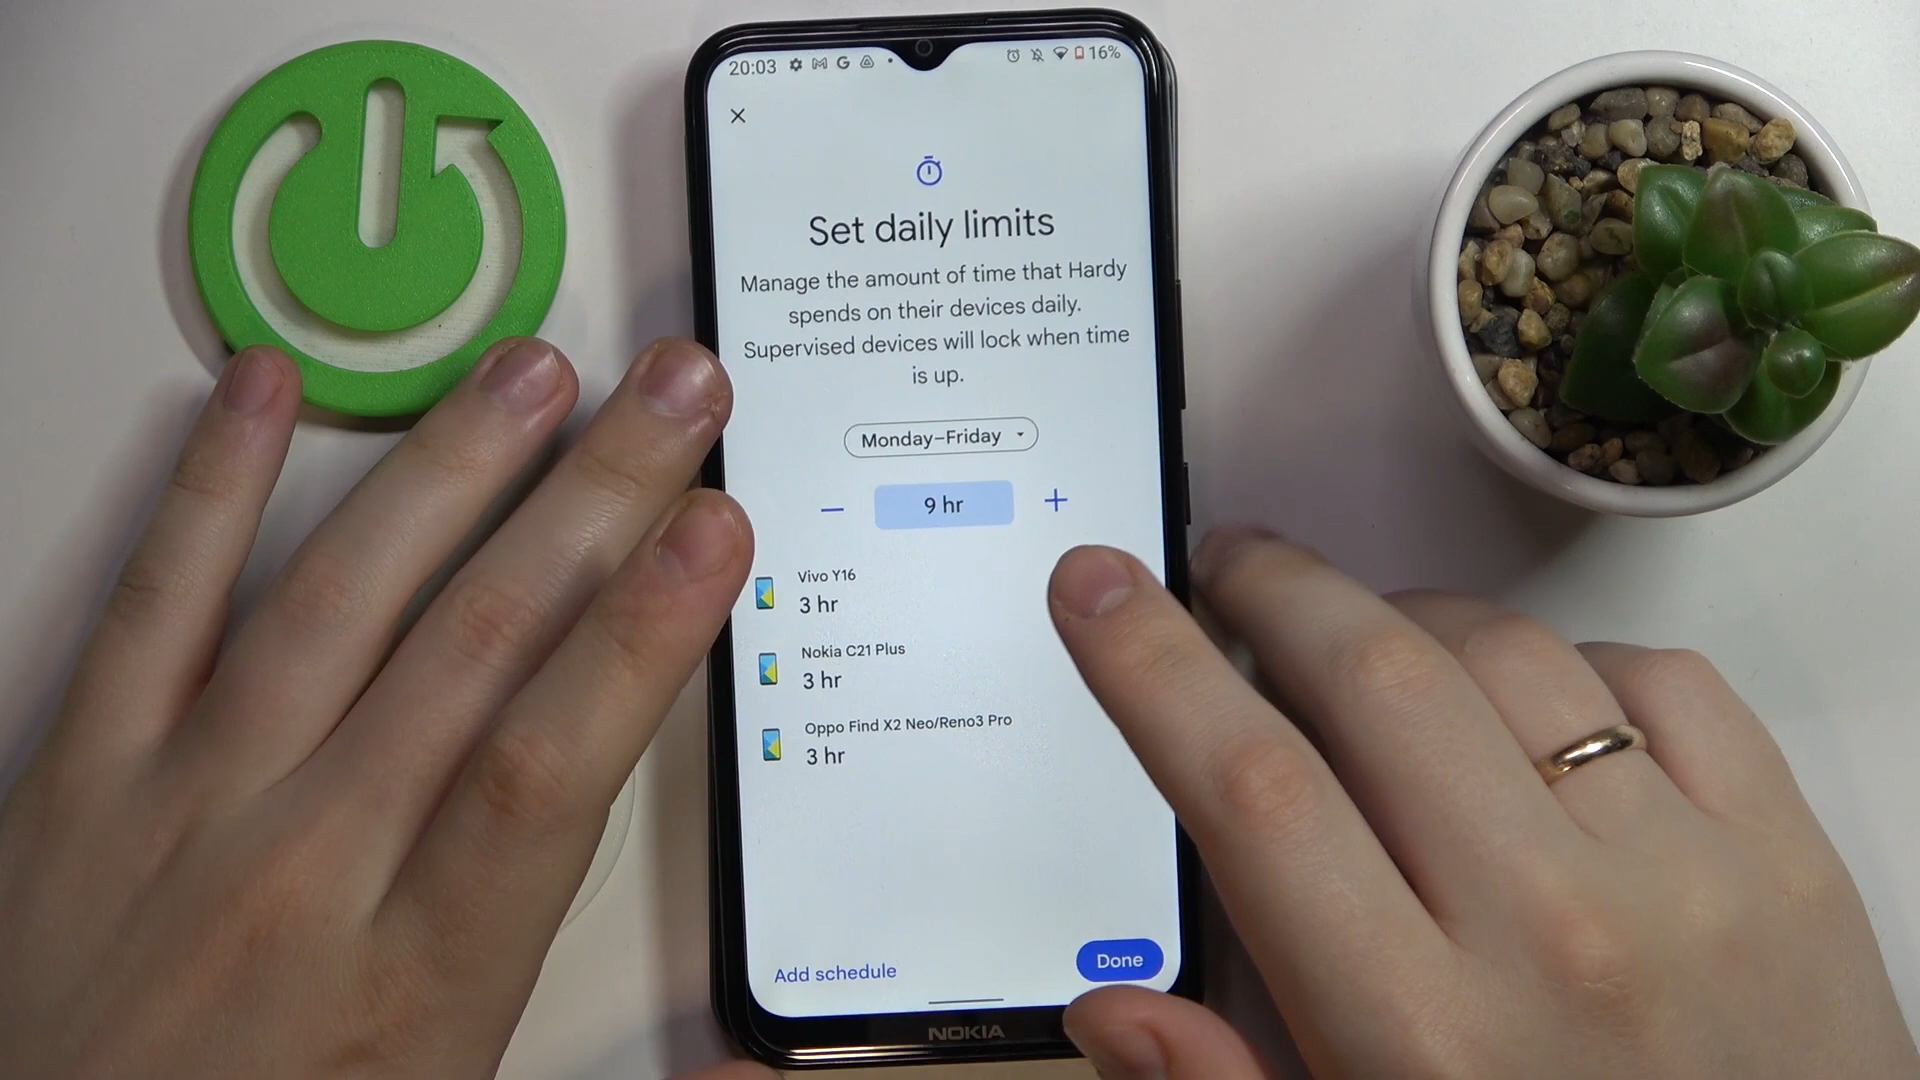 20:03
16%
Set daily limits
Manage the amount of time that Hardy
spends on their devices daily.
Supervised devices will lock when time
is up.
Monday–Friday
9 hr
Vivo Y16
3 hr
Nokia C21 Plus
3 hr
Oppo Find X2 Neo/Reno3 Pro
3 hr
Add schedule
Done
NOKIA